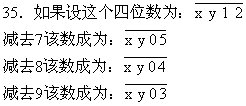 35．如果设这个四位数为：x y 1 2
减去7该数成为：x y 0 5
减去8该数成为：x y 0 4
减去9该数成为：x y 0 3